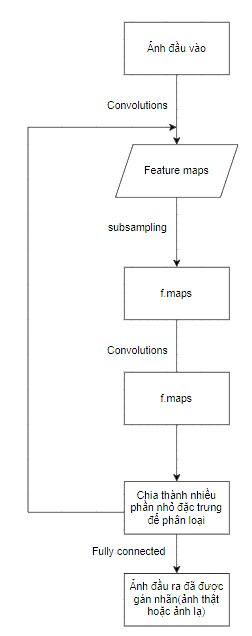 Ảnh đầu vào
Convolutions
Feature maps
subsampling
f.maps
Convolutions
f.maps
Chia thành nhiều
phần nhỏ đặc trưng
để phân loại
Fully connected
Ảnh đầu ra đã được
gán nhãn(ảnh thật
hoặc ảnh lạ)